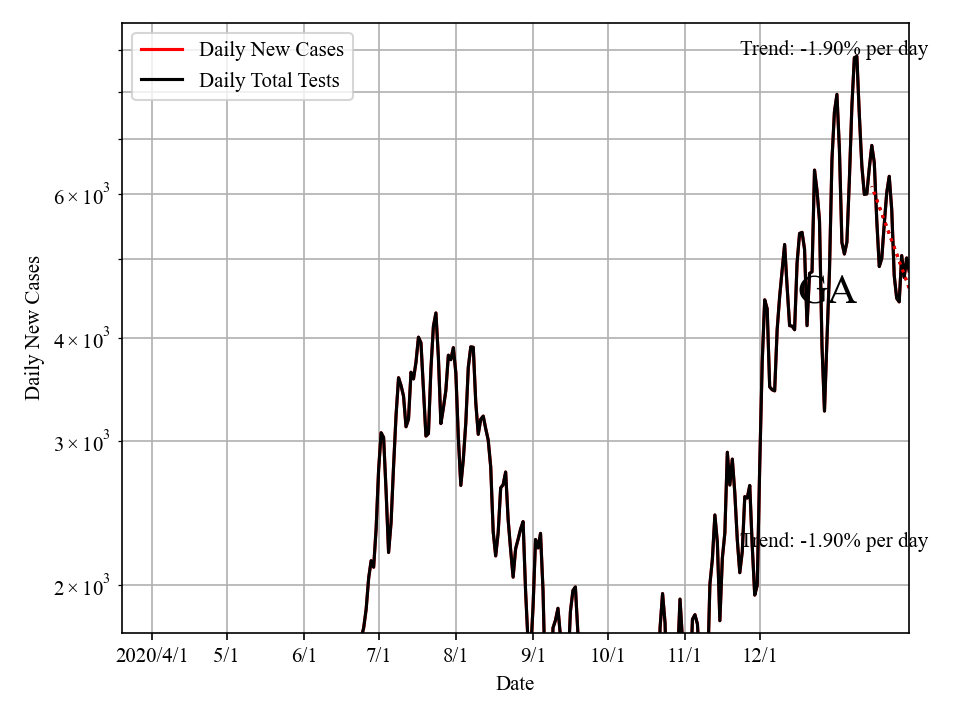 Daily New Cases
Daily Total Tests
Trend: -1.90% per day
6 × 10³
4 × 10³
3 × 10³
2 × 10³
Daily New Cases
GA
Trend: -1.90% per day
2020/4/1 5/1 6/1 7/1 8/1 9/1 10/1 11/1 12/1
Date